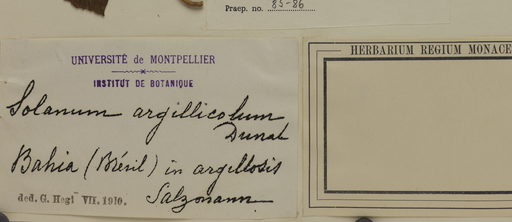 Praep. no. 85-86
UNIVERSITÉ de MONTPELLIER
INSTITUT DE BOTANIQUE
Solanum argillicolum
Dunal
Bahia (Brésil) in argillosis
Salzmann
ded. G. Hegi VII. 1910.
HERBARIUM REGIUM MONACE